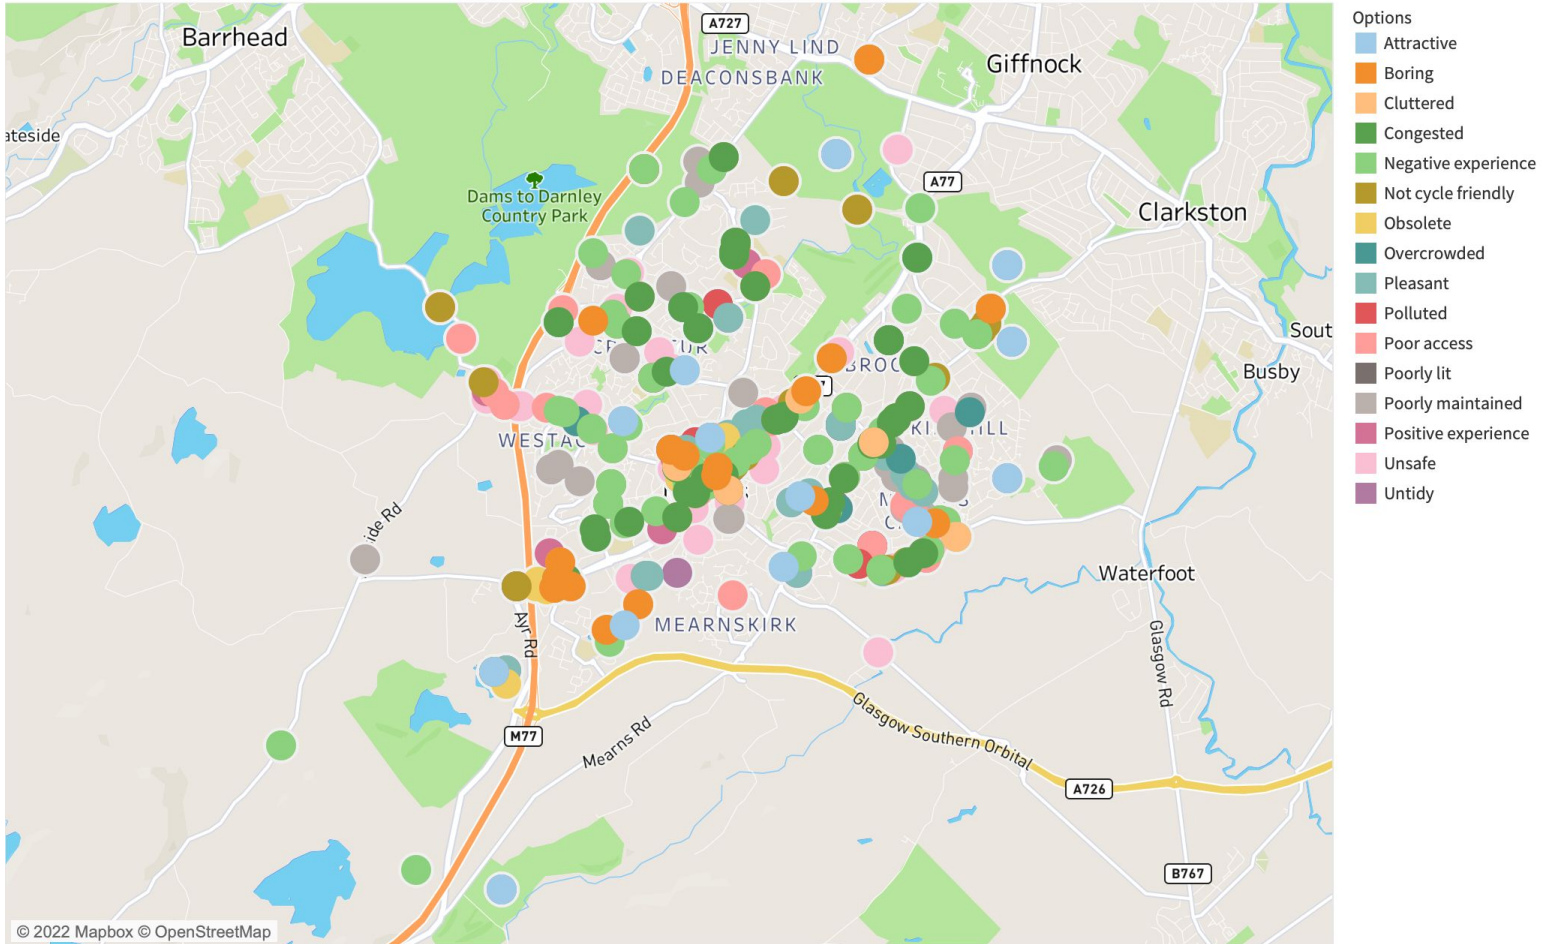 Barrhead
A727
JENNY LIND
DEACONSBANK
Giffnock
ateside
Dams to Darnley
Country Park
A77
Clarkston
South
Busby
BROO
WESTAC
HILL
ide Rd
Waterfoot
Ayr Rd
MEARNSKIRK
Glasgow Rd
M77
Mearns Rd
Glasgow Southern Orbital
A726
B767
© 2022 Mapbox © OpenStreetMap
Options
Attractive
Boring
Cluttered
Congested
Negative experience
Not cycle friendly
Obsolete
Overcrowded
Pleasant
Polluted
Poor access
Poorly lit
Poorly maintained
Positive experience
Unsafe
Untidy